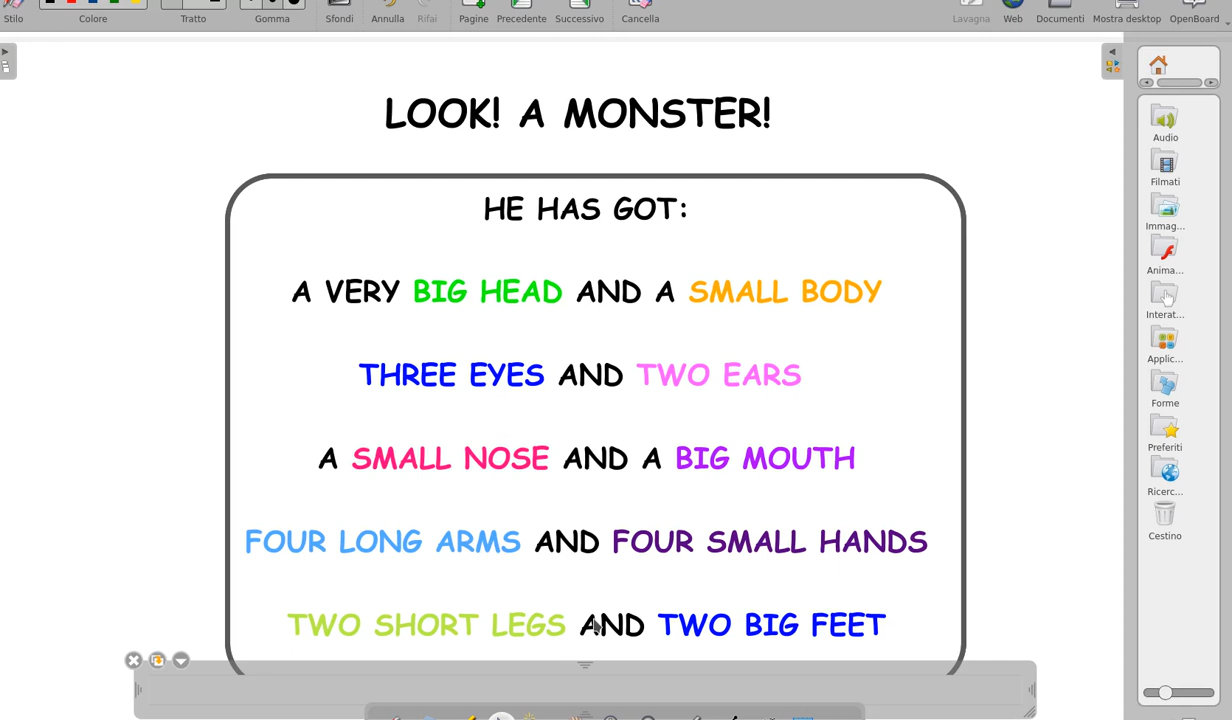 Stilo Colore Tratto Gomma Sfondi Annulla Rifai Pagine Precedente Successivo Cancella Lavagna Web Documenti Mostra desktop OpenBoard
LOOK! A MONSTER!
HE HAS GOT:
A VERY BIG HEAD AND A SMALL BODY
THREE EYES AND TWO EARS
A SMALL NOSE AND A BIG MOUTH
FOUR LONG ARMS AND FOUR SMALL HANDS
TWO SHORT LEGS AND TWO BIG FEET
Audio
Filmati
Immag...
Anima...
Interat...
Applic...
Forme
Preferiti
Ricerc...
Cestino